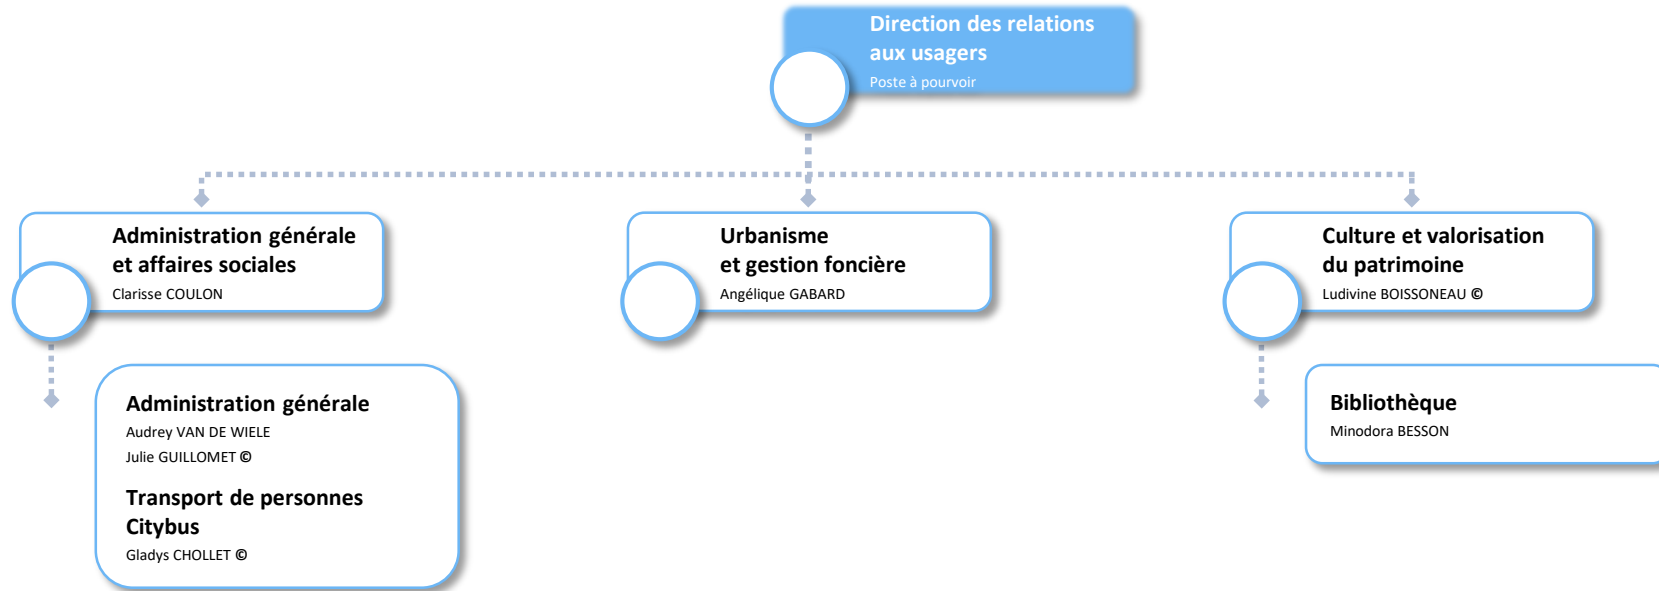 Direction des relations
aux usagers
Poste à pourvoir
Administration générale
et affaires sociales
Clarisse COULON
Urbanisme
et gestion foncière
Angélique GABARD
Culture et valorisation
du patrimoine
Ludivine BOISSONEAU ©
Administration générale
Audrey VAN DE WIELE
Julie GUILLOMET ©
Transport de personnes
Citybus
Gladys CHOLLET ©
Bibliothèque
Minodora BESSON